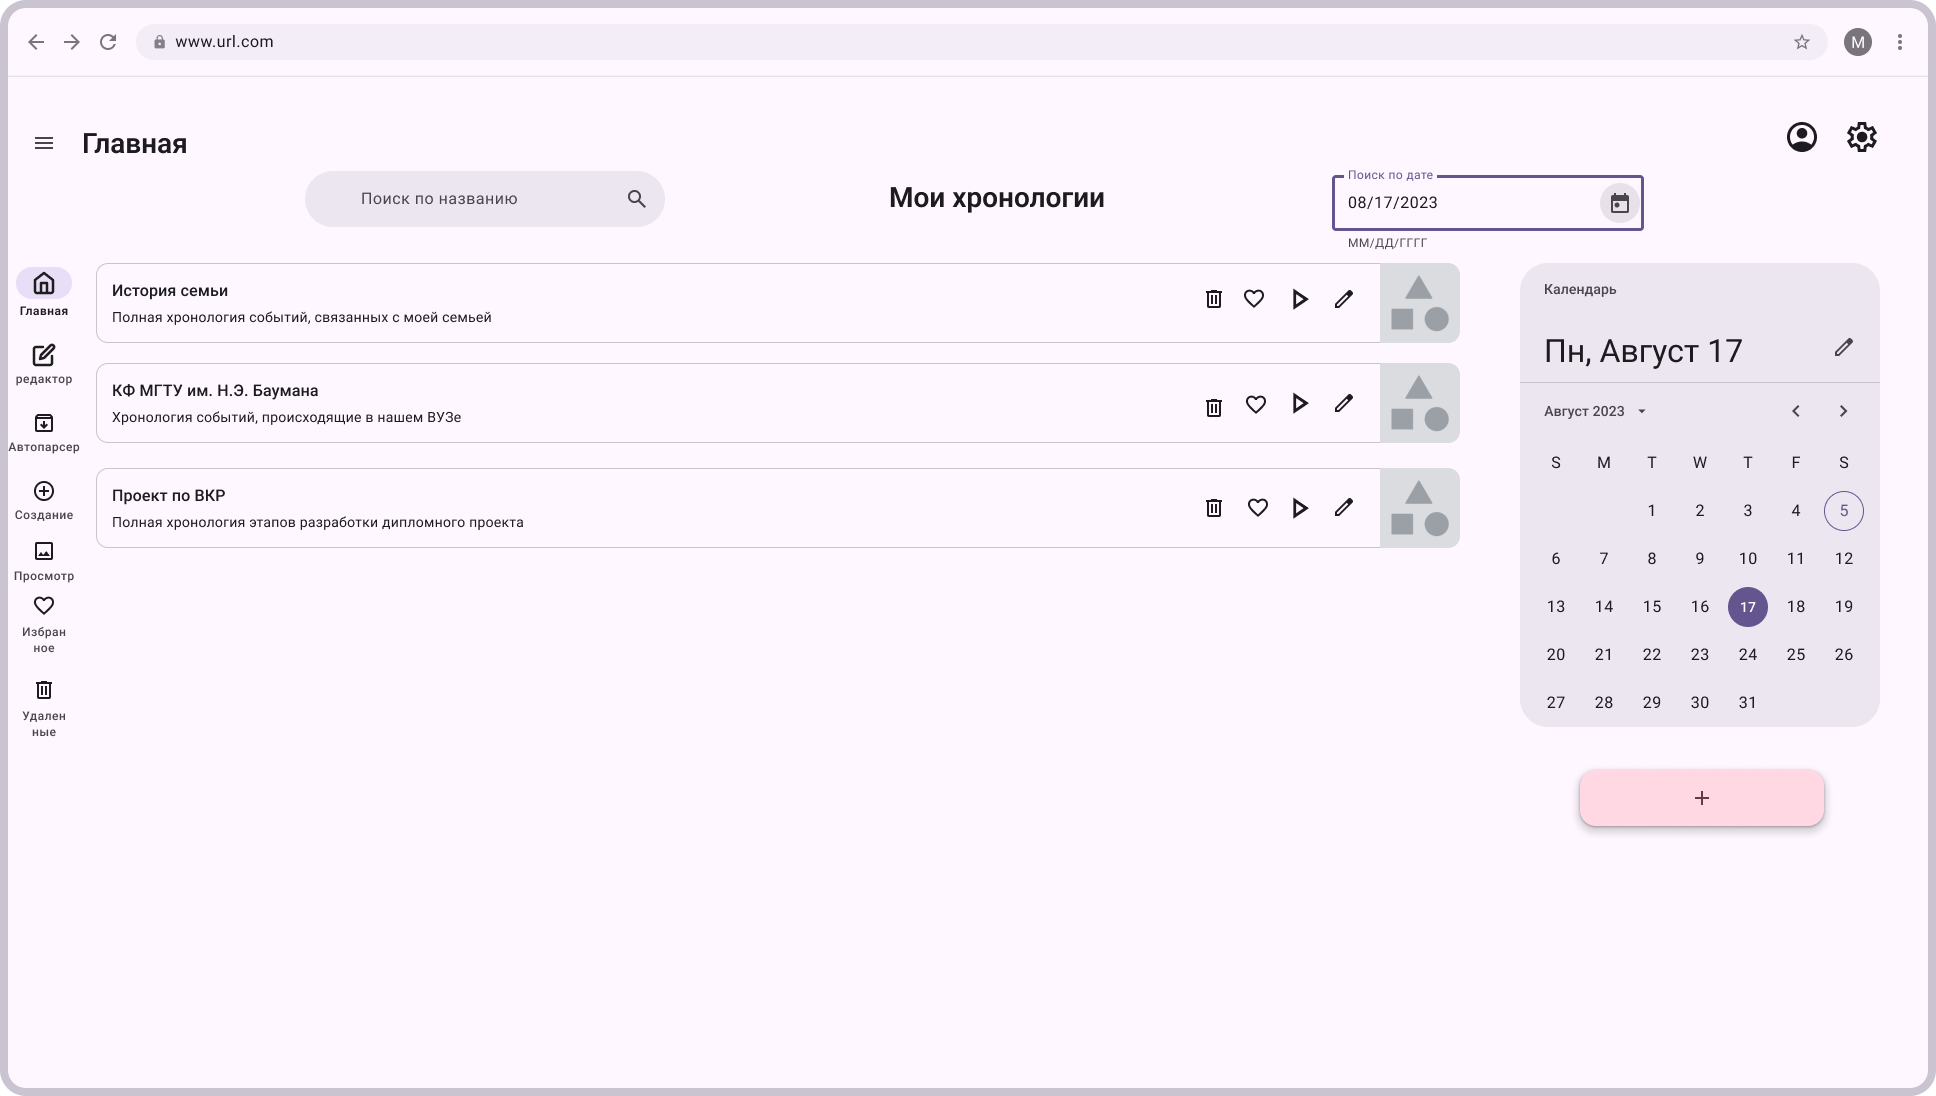 www.url.com
M
Главная
Поиск по названию
Мои хронологии
Поиск по дате
08/17/2023
ММ/ДД/ГГГГ
Главная
редактор
Автопарсер
Создание
Просмотр
Избран
ное
Удален
ные
История семьи
Полная хронология событий, связанных с моей семьей
КФ МГТУ им. Н.Э. Баумана
Хронология событий, происходящие в нашем ВУЗе
Проект по ВКР
Полная хронология этапов разработки дипломного проекта
Календарь
Пн, Август 17
Август 2023
S M T W T F S
1 2 3 4 5
6 7 8 9 10 11 12
13 14 15 16 17 18 19
20 21 22 23 24 25 26
27 28 29 30 31
+